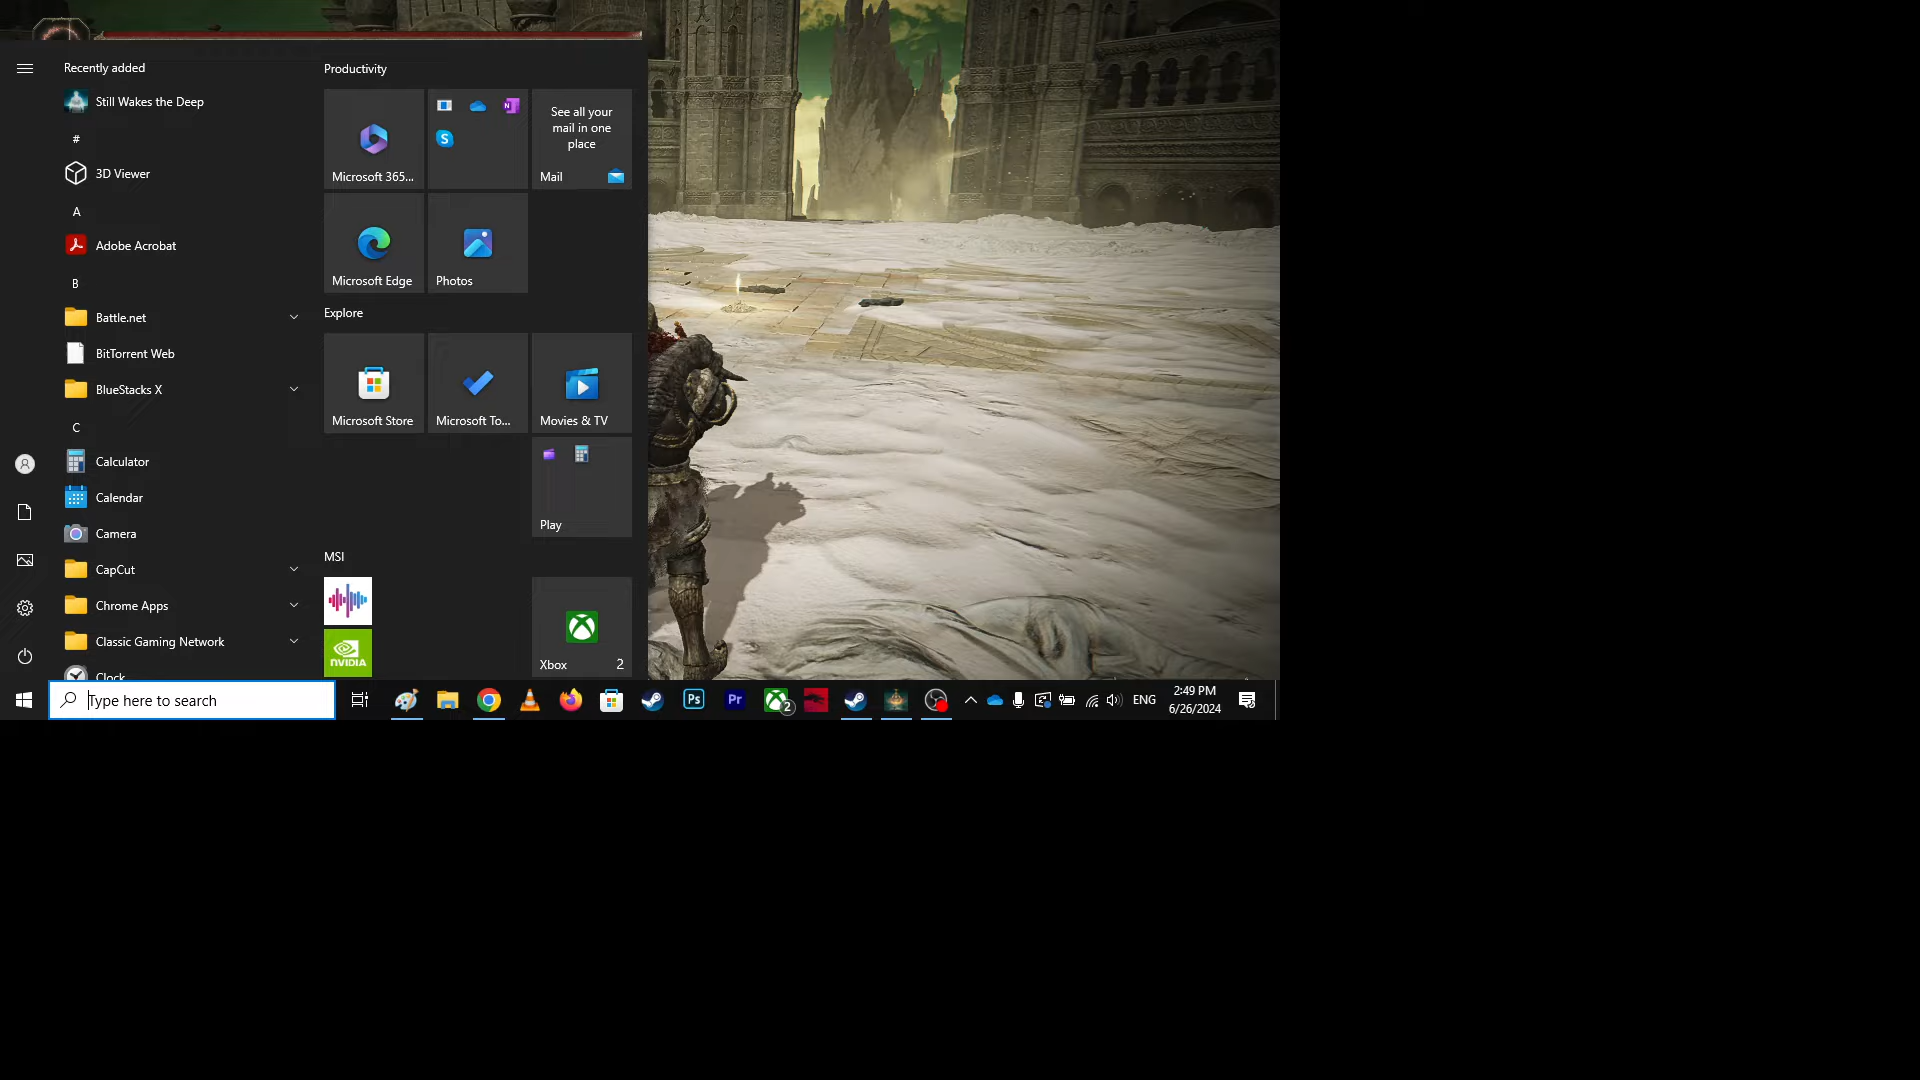 Recently added
Still Wakes the Deep
#
3D Viewer
A
Adobe Acrobat
B
Battle.net
BitTorrent Web
BlueStacks X
C
Calculator
Calendar
Camera
CapCut
Chrome Apps
Classic Gaming Network
Clock
Productivity
Microsoft 365...
N
S
See all your
mail in one
place
Mail
Microsoft Edge
Photos
Explore
Microsoft Store
Microsoft To...
Movies & TV
Play
MSI
NVIDIA
Xbox
2
Type here to search
Ps
Pr
2
ENG
2:49 PM
6/26/2024